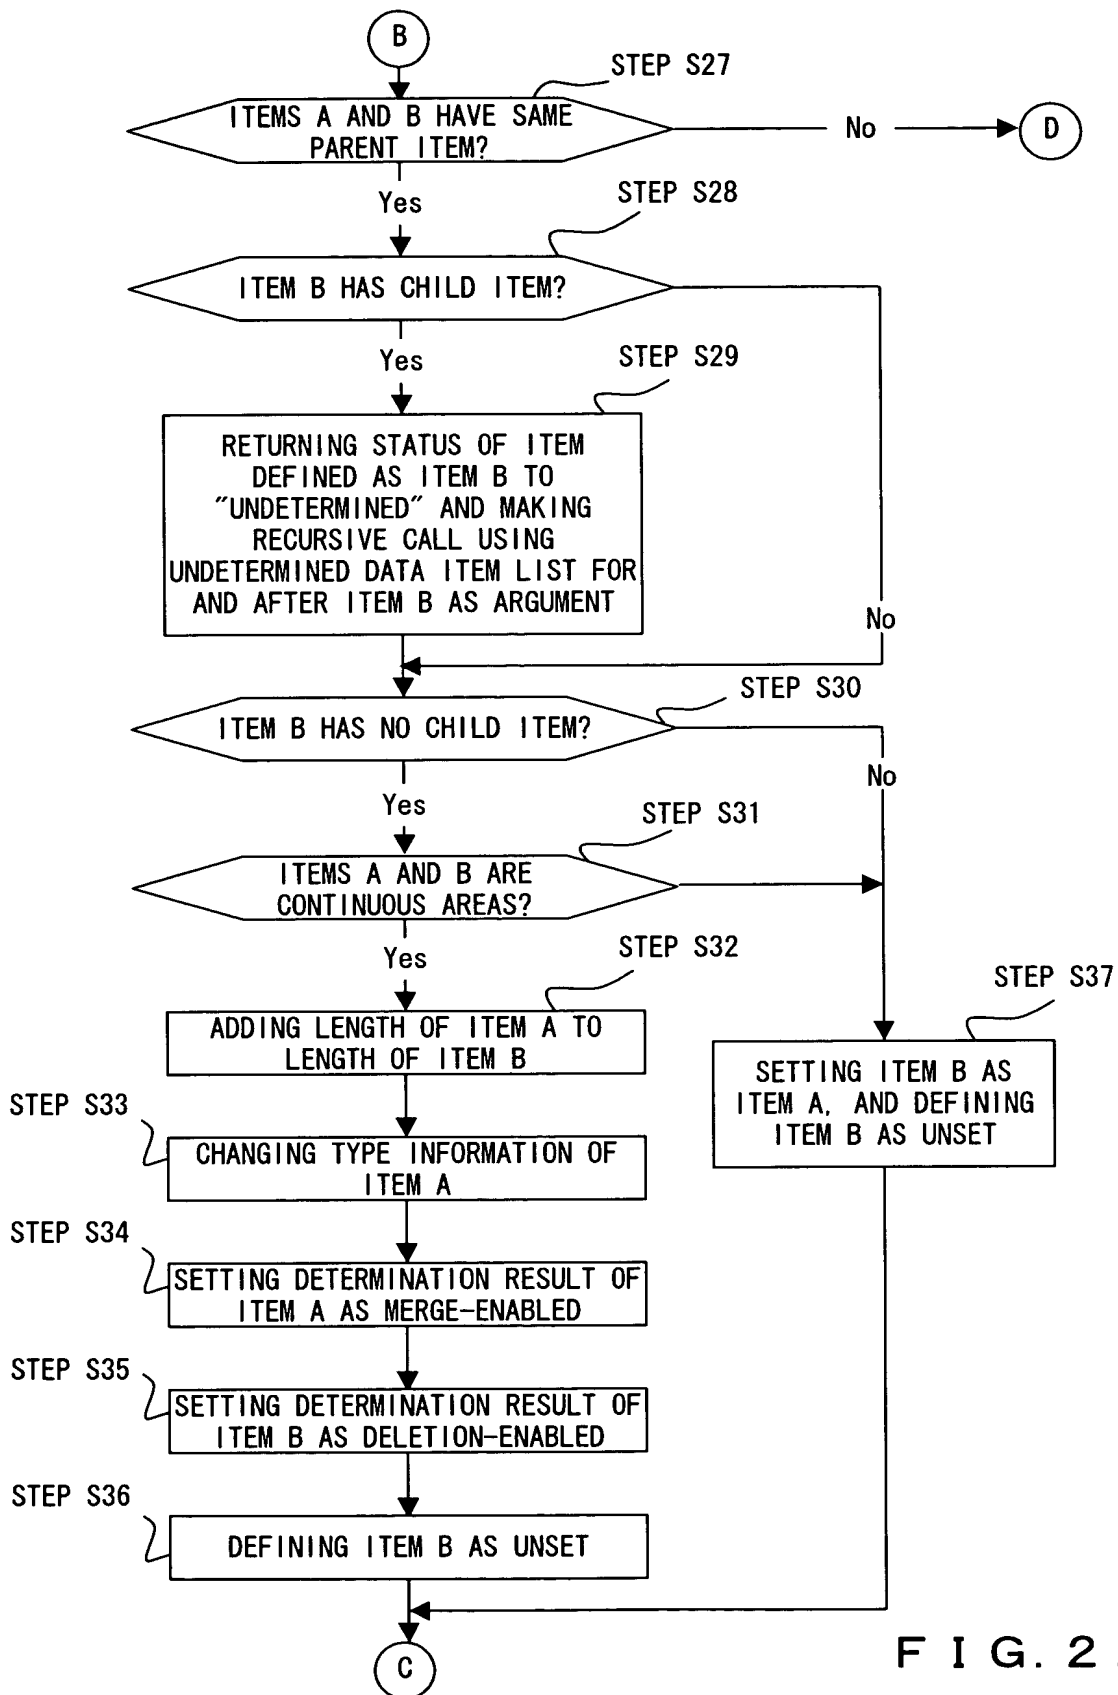 B
STEP S27
ITEMS A AND B HAVE SAME
PARENT ITEM?
No
D
Yes
STEP S28
ITEM B HAS CHILD ITEM?
Yes
STEP S29
RETURNING STATUS OF ITEM
DEFINED AS ITEM B TO
"UNDETERMINED" AND MAKING
RECURSIVE CALL USING
UNDETERMINED DATA ITEM LIST FOR
AND AFTER ITEM B AS ARGUMENT
No
STEP S30
ITEM B HAS NO CHILD ITEM?
No
Yes
STEP S31
ITEMS A AND B ARE
CONTINUOUS AREAS?
Yes
STEP S32
ADDING LENGTH OF ITEM A TO
LENGTH OF ITEM B
STEP S37
SETTING ITEM B AS
ITEM A, AND DEFINING
ITEM B AS UNSET
STEP S33
CHANGING TYPE INFORMATION OF
ITEM A
STEP S34
SETTING DETERMINATION RESULT OF
ITEM A AS MERGE-ENABLED
STEP S35
SETTING DETERMINATION RESULT OF
ITEM B AS DELETION-ENABLED
STEP S36
DEFINING ITEM B AS UNSET
C
FIG. 2